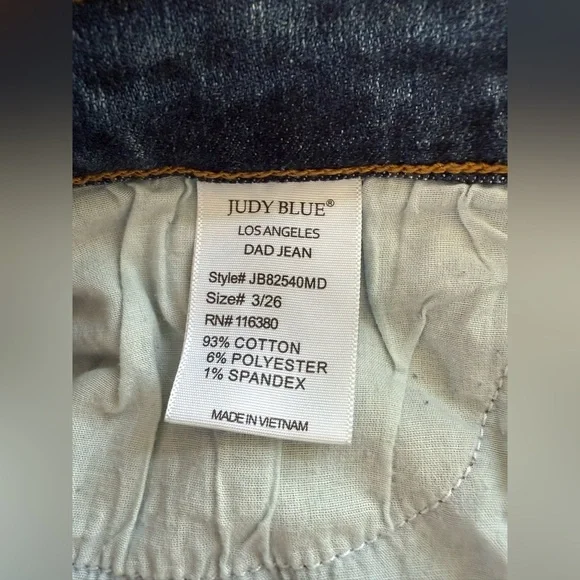 JUDY BLUE®
LOS ANGELES
DAD JEAN
Style# JB82540MD
Size# 3/26
RN# 116380
93% COTTON
6% POLYESTER
1% SPANDEX
MADE IN VIETNAM